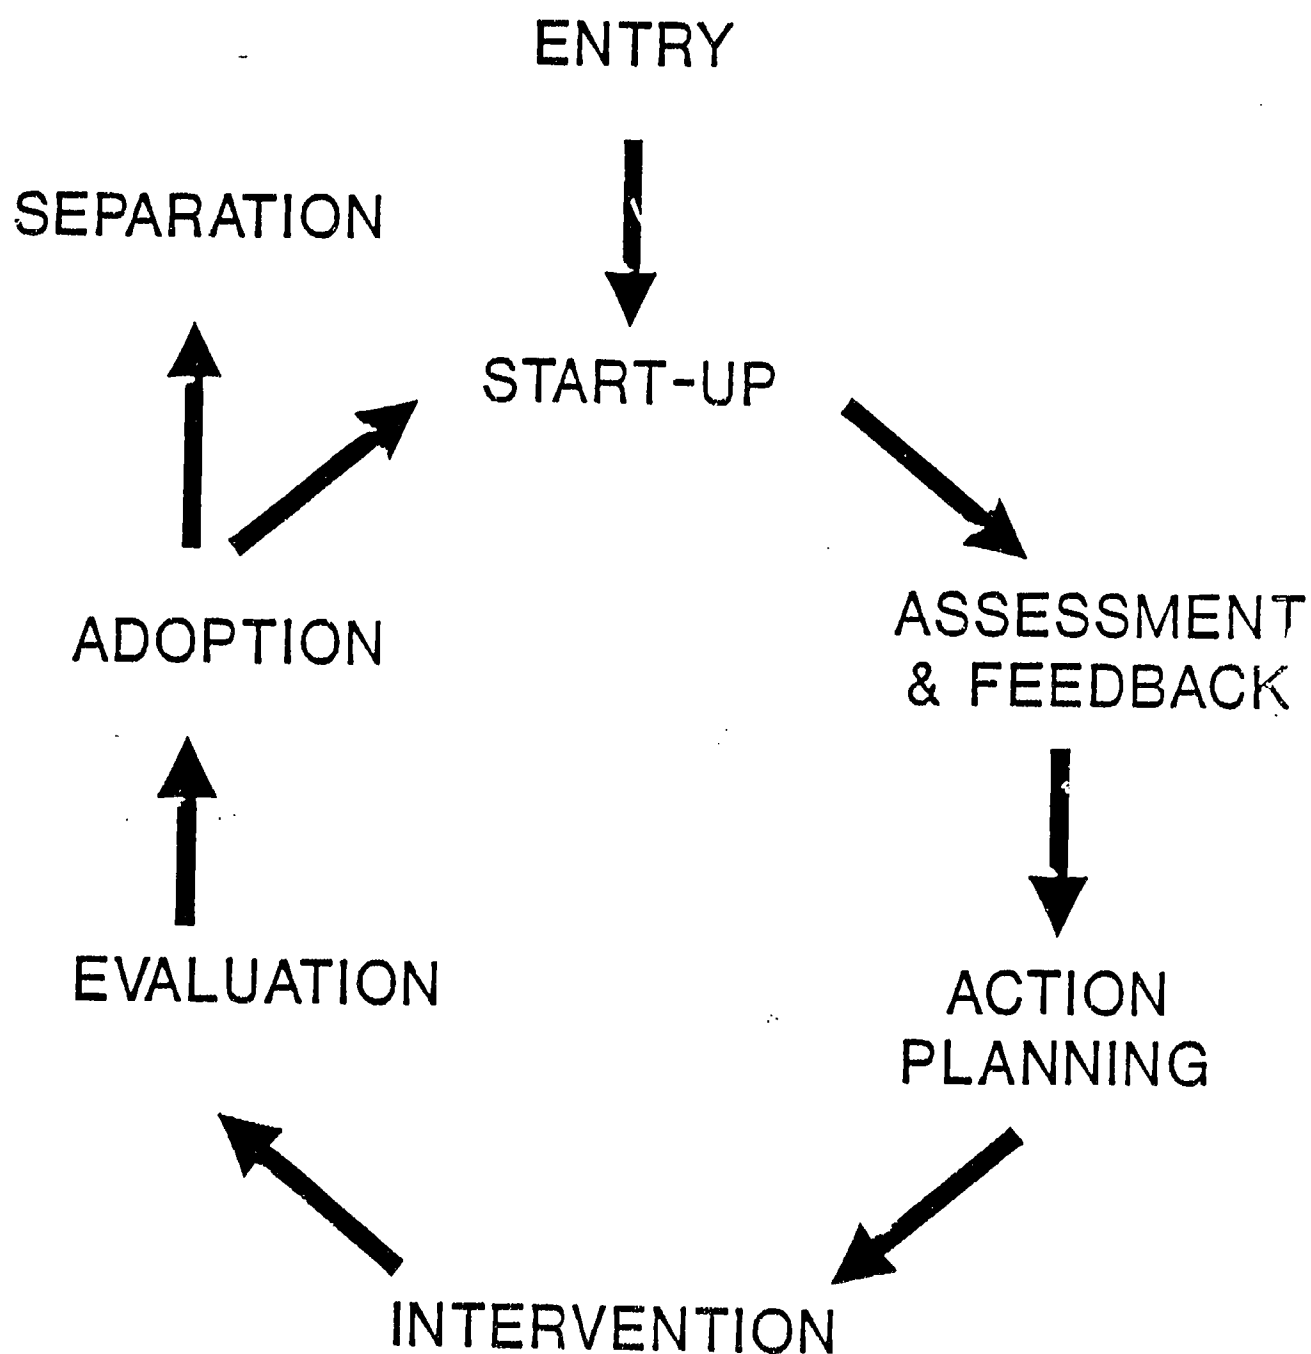 ENTRY
SEPARATION
START-UP
ADOPTION
ASSESSMENT
& FEEDBACK
EVALUATION
ACTION
PLANNING
INTERVENTION